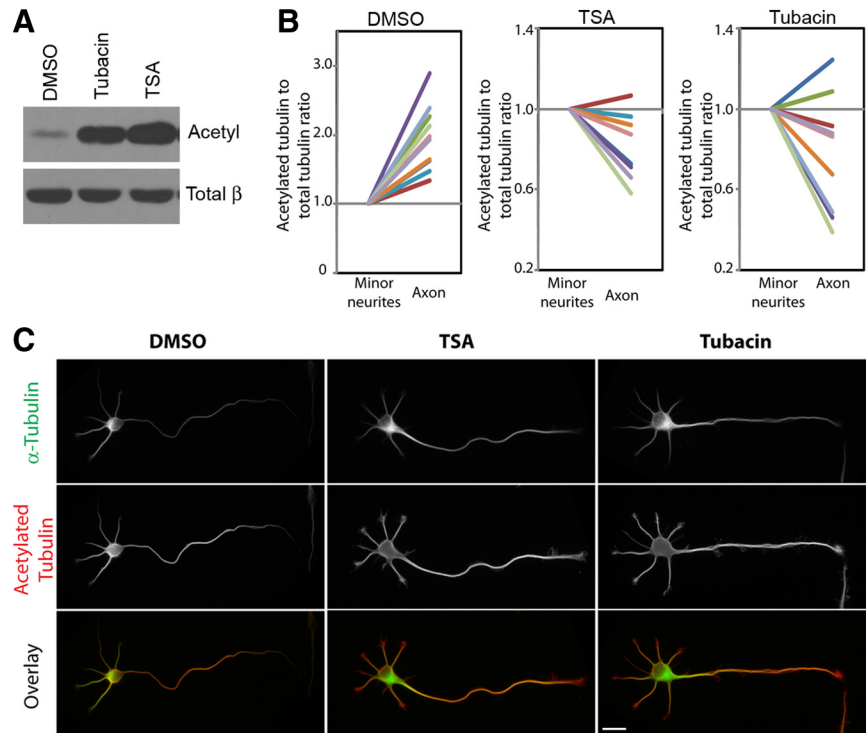 A
DMSO
Tubacin
TSA
Acetyl
Total β
B
DMSO
Acetylated tubulin to
total tubulin ratio
3.0
2.0
1.0
0
Minor
neurites
Axon
TSA
Acetylated tubulin to
total tubulin ratio
1.4
1.0
0.6
0.2
Minor
neurites
Axon
Tubacin
Acetylated tubulin to
total tubulin ratio
1.4
1.0
0.6
0.2
Minor
neurites
Axon
C
DMSO
TSA
Tubacin
α-Tubulin
Acetylated
Tubulin
Overlay